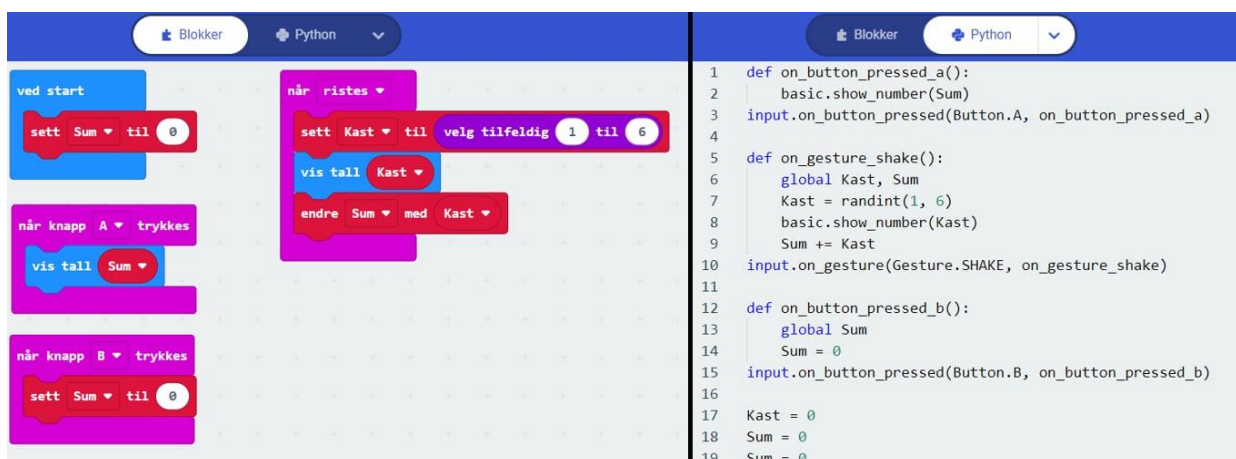 Blokker Python
ved start
sett Sum til 0
når knapp A trykkes
vis tall Sum
når knapp B trykkes
sett Sum til 0
når ristes
sett Kast til velg tilfeldig 1 til 6
vis tall Kast
endre Sum med Kast
Blokker Python
1 def on_button_pressed_a():
2 basic.show_number(Sum)
3 input.on_button_pressed(Button.A, on_button_pressed_a)
4
5 def on_gesture_shake():
6 global Kast, Sum
7 Kast = randint(1, 6)
8 basic.show_number(Kast)
9 Sum += Kast
10 input.on_gesture(Gesture.SHAKE, on_gesture_shake)
11
12 def on_button_pressed_b():
13 global Sum
14 Sum = 0
15 input.on_button_pressed(Button.B, on_button_pressed_b)
16
17 Kast = 0
18 Sum = 0
19 Sum = 0